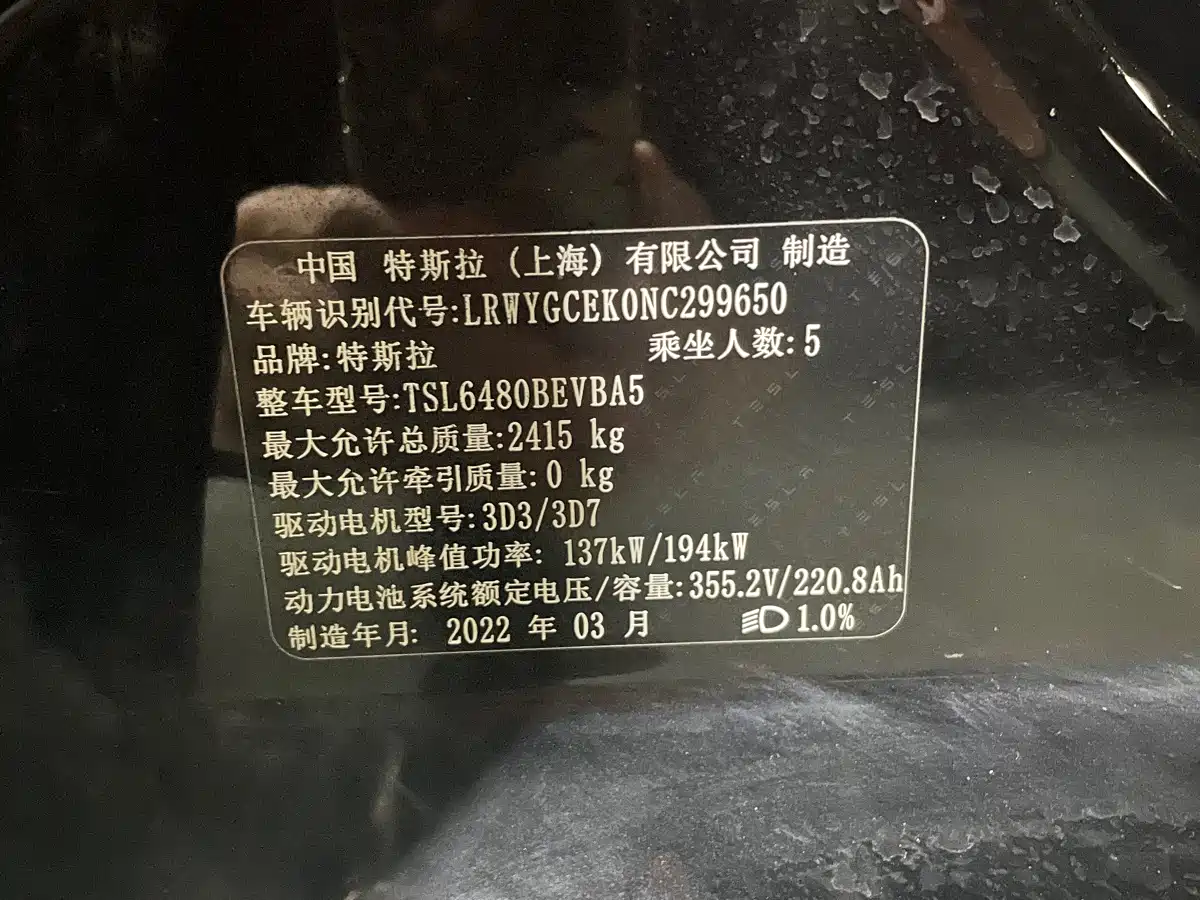 中国 特斯拉 (上海) 有限公司 制造
车辆识别代号:LRWYGCEK0NC299650
品牌:特斯拉 乘坐人数:5
整车型号:TSL6480BEVBA5
最大允许总质量:2415 kg
最大允许牵引质量:0 kg
驱动电机型号:3D3/3D7
驱动电机峰值功率: 137kW/194kW
动力电池系统额定电压/容量:355.2V/220.8Ah
制造年月: 2022 年 03 月 1.0%
TESLA TESLA TESLA